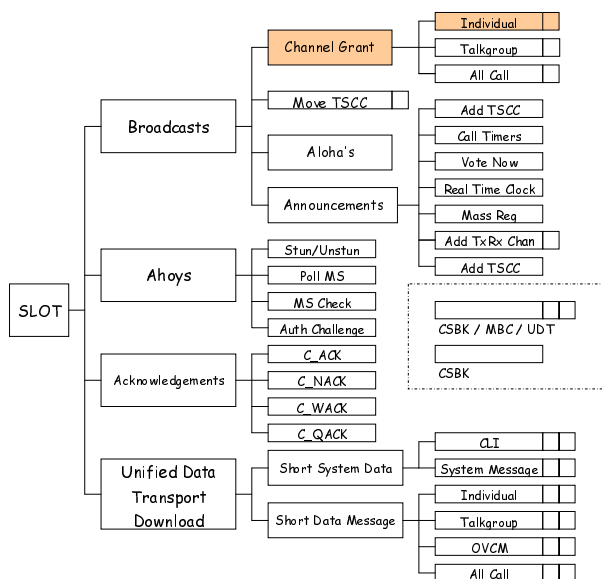 SLOT
Broadcasts
Channel Grant
Individual
Talkgroup
All Call
Move TSCC
Aloha's
Announcements
Add TSCC
Call Timers
Vote Now
Real Time Clock
Mass Reg
Add TxRx Chan
Add TSCC
Ahoys
Stun/Unstun
Poll MS
MS Check
Auth Challenge
Acknowledgements
C_ACK
C_NACK
C_WACK
C_QACK
CSBK / MBC / UDT
CSBK
Unified Data
Transport
Download
Short System Data
CLI
System Message
Short Data Message
Individual
Talkgroup
OVCM
All Call